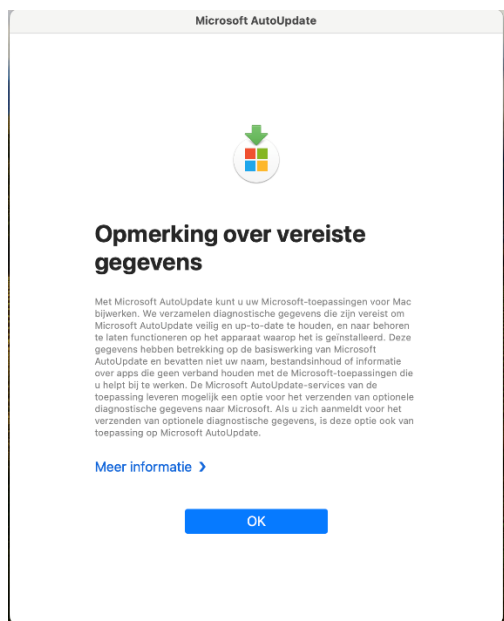 Microsoft AutoUpdate
Opmerking over vereiste
gegevens
Met Microsoft AutoUpdate kunt u uw Microsoft-toepassingen voor Mac
bijwerken. We verzamelen diagnostische gegevens die zijn vereist om
Microsoft AutoUpdate veilig en up-to-date te houden, en naar behoren
te laten functioneren op het apparaat waarop het is geïnstalleerd. Deze
gegevens hebben betrekking op de basiswerking van Microsoft
AutoUpdate en bevatten niet uw naam, bestandsinhoud of informatie
over apps die geen verband houden met de Microsoft-toepassingen die
u helpt bij te werken. De Microsoft AutoUpdate-services van de
toepassing leveren mogelijk een optie voor het verzenden van optionele
diagnostische gegevens naar Microsoft. Als u zich aanmeldt voor het
verzenden van optionele diagnostische gegevens, is deze optie ook van
toepassing op Microsoft AutoUpdate.
Meer informatie
OK